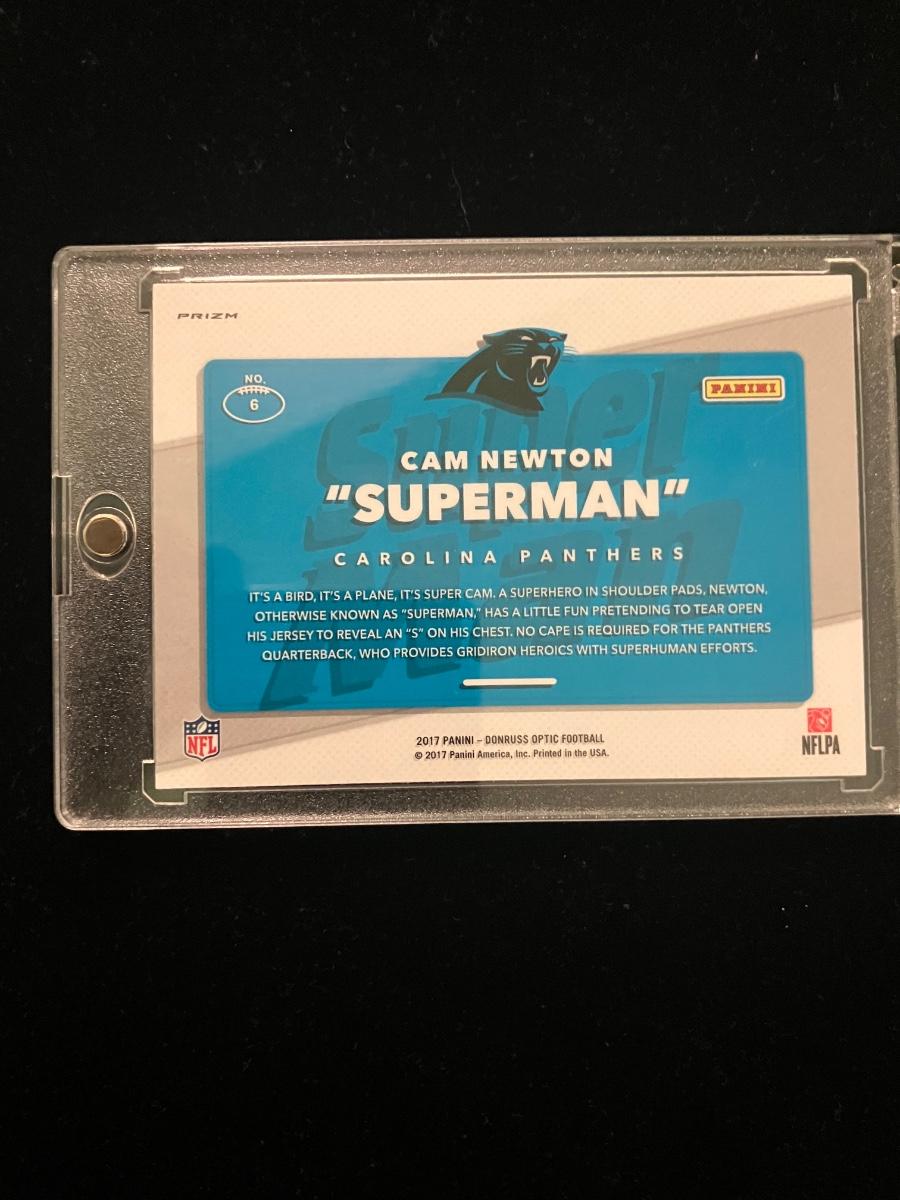 PRIZM
NO.
6
PANINI
Super
Man
CAM NEWTON
“SUPERMAN”
CAROLINA PANTHERS
IT'S A BIRD, IT'S A PLANE, IT'S SUPER CAM. A SUPERHERO IN SHOULDER PADS, NEWTON,
OTHERWISE KNOWN AS “SUPERMAN,” HAS A LITTLE FUN PRETENDING TO TEAR OPEN
HIS JERSEY TO REVEAL AN “S” ON HIS CHEST. NO CAPE IS REQUIRED FOR THE PANTHERS
QUARTERBACK, WHO PROVIDES GRIDIRON HEROICS WITH SUPERHUMAN EFFORTS.
NFL
2017 PANINI – DONRUSS OPTIC FOOTBALL
© 2017 Panini America, Inc. Printed in the USA.
NFLPA